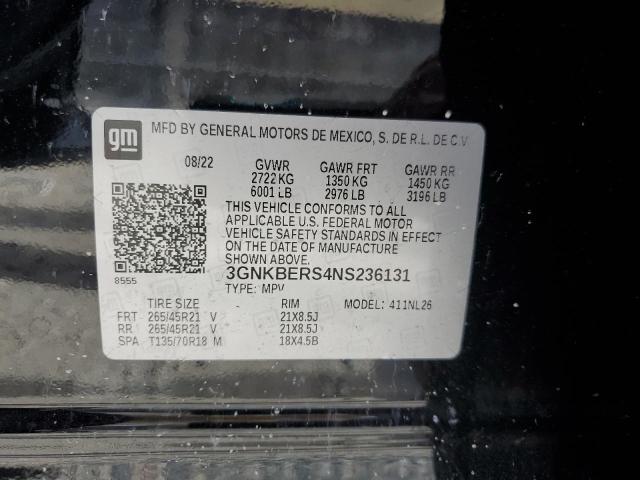 gm MFD BY GENERAL MOTORS DE MEXICO, S. DE R.L. DE C.V
08/22 GVWR GAWR FRT GAWR RR
2722 KG 1350 KG 1450 KG
6001 LB 2976 LB 3196 LB
THIS VEHICLE CONFORMS TO ALL
APPLICABLE U.S. FEDERAL MOTOR
VEHICLE SAFETY STANDARDS IN EFFECT
ON THE DATE OF MANUFACTURE
SHOWN ABOVE.
8555 3GNKBERS4NS236131
TYPE: MPV
TIRE SIZE RIM MODEL: 411NL26
FRT 265/45R21 V 21X8.5J
RR 265/45R21 V 21X8.5J
SPA T135/70R18 M 18X4.5B